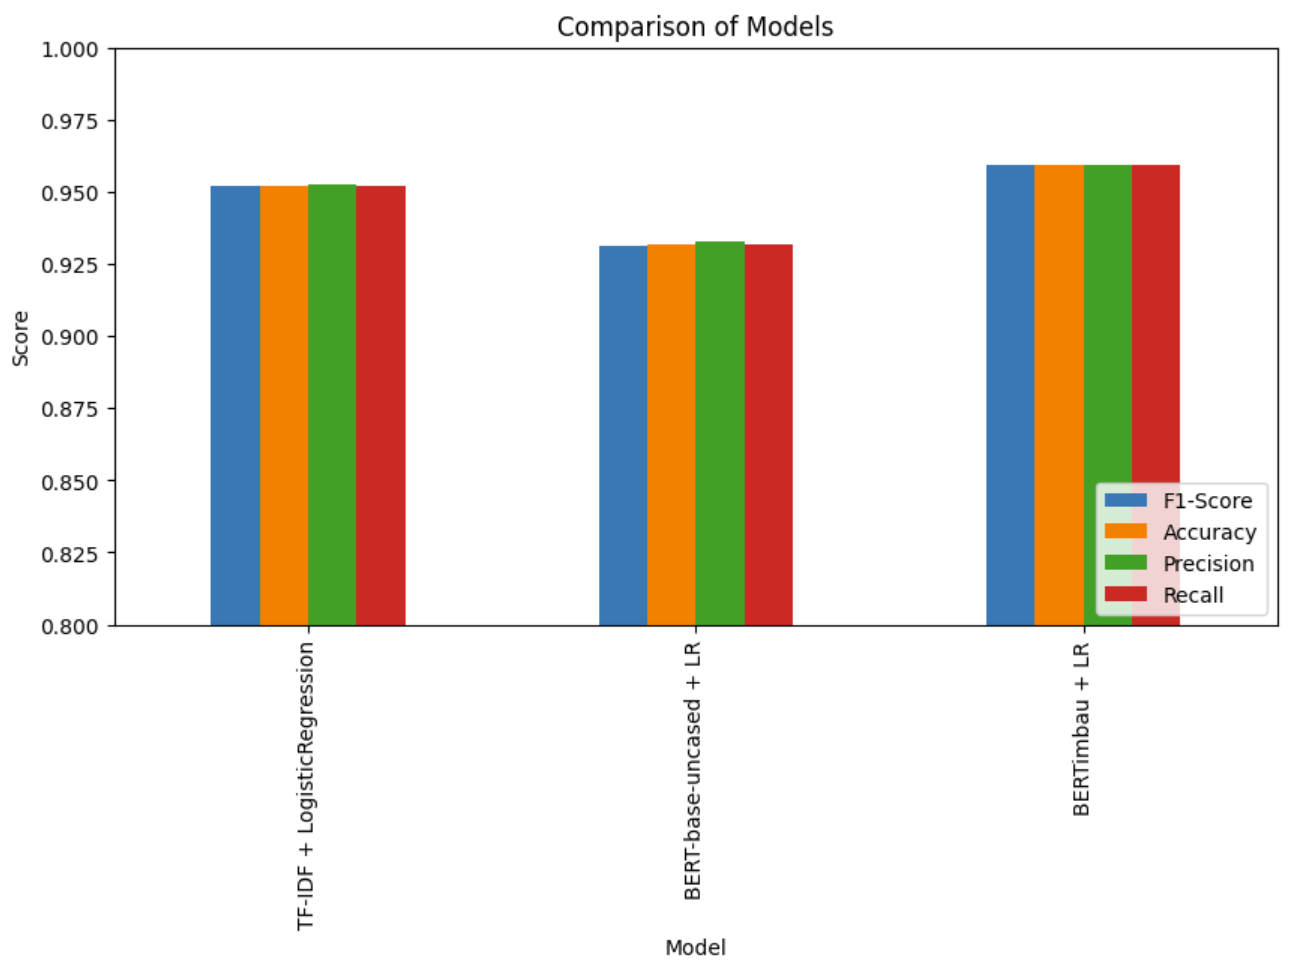 Comparison of Models
1.000
0.975
0.950
0.925
0.900
0.875
0.850
0.825
0.800
Score
F1-Score
Accuracy
Precision
Recall
TF-IDF + LogisticRegression
BERT-base-uncased + LR
BERTimbau + LR
Model